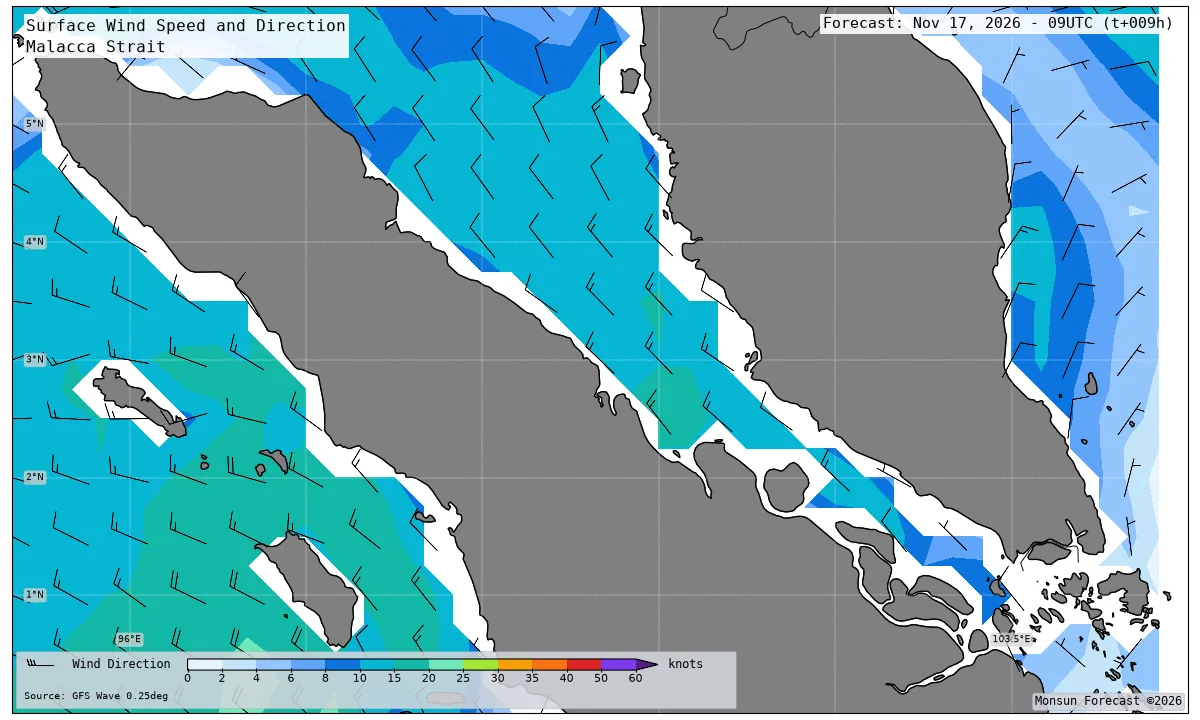 Surface Wind Speed and Direction
Malacca Strait
Forecast: Nov 17, 2026 - 09UTC (t+009h)
5°N
4°N
3°N
2°N
1°N
96°E
103.5°E
Wind Direction
knots
0 2 4 6 8 10 12 15 20 25 30 35 40 50 60
Source: GFS Wave 0.25deg
Monsun Forecast ©2026